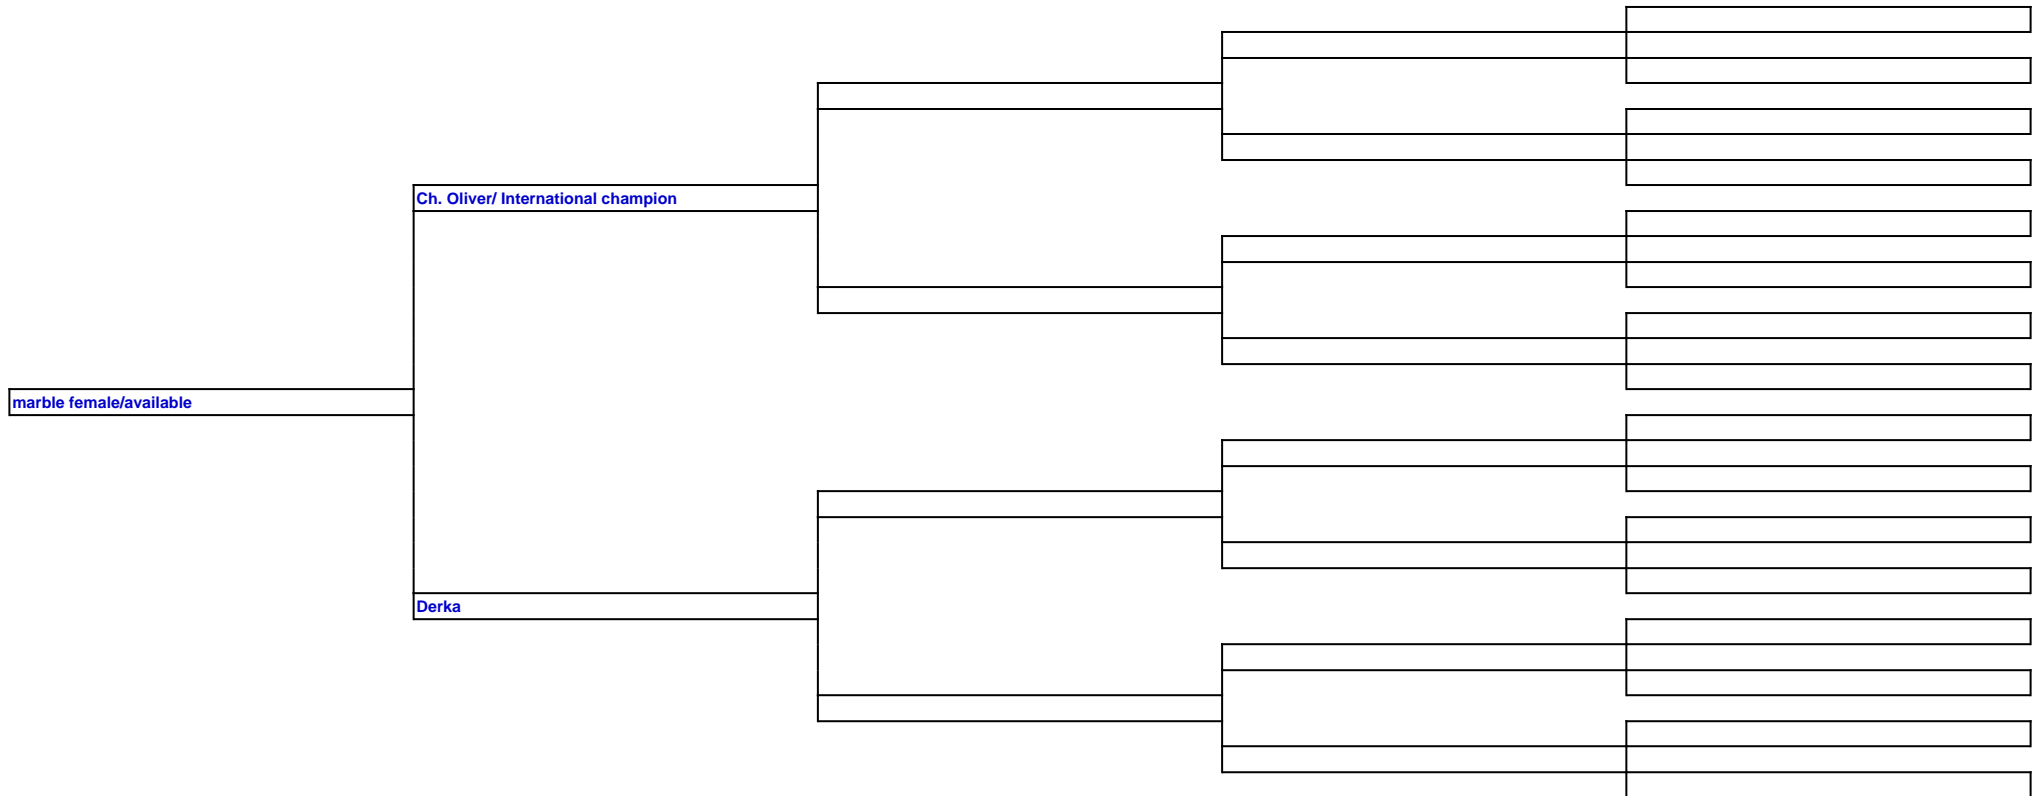 Ch. Oliver/ International champion
marble female/available
Derka